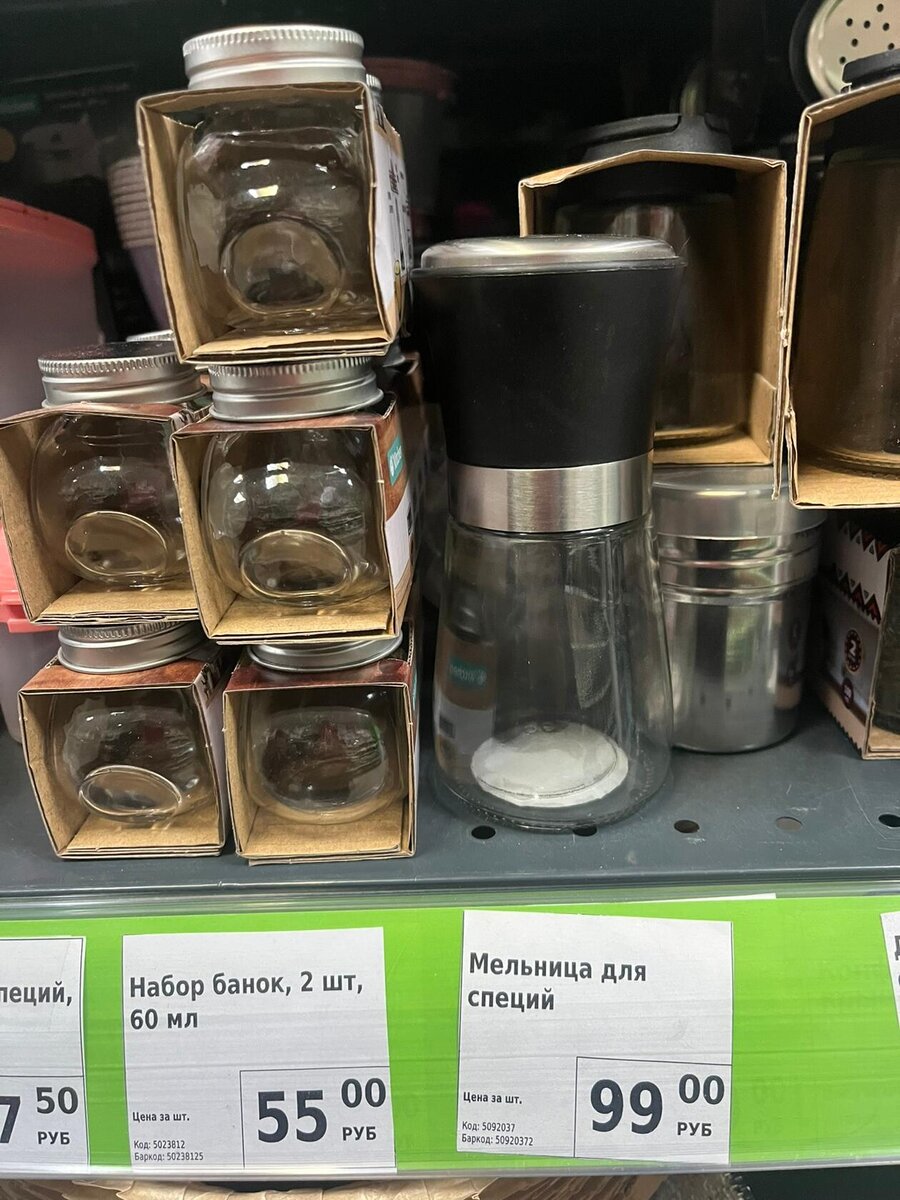 пеций,
7 50
РУБ
Набор банок, 2 шт,
60 мл
Цена за шт.
55 00
РУБ
Код: 5023812
Баркод: 50238125
Мельница для
специй
Цена за шт.
99 00
РУБ
Код: 5092037
Баркод: 50920372